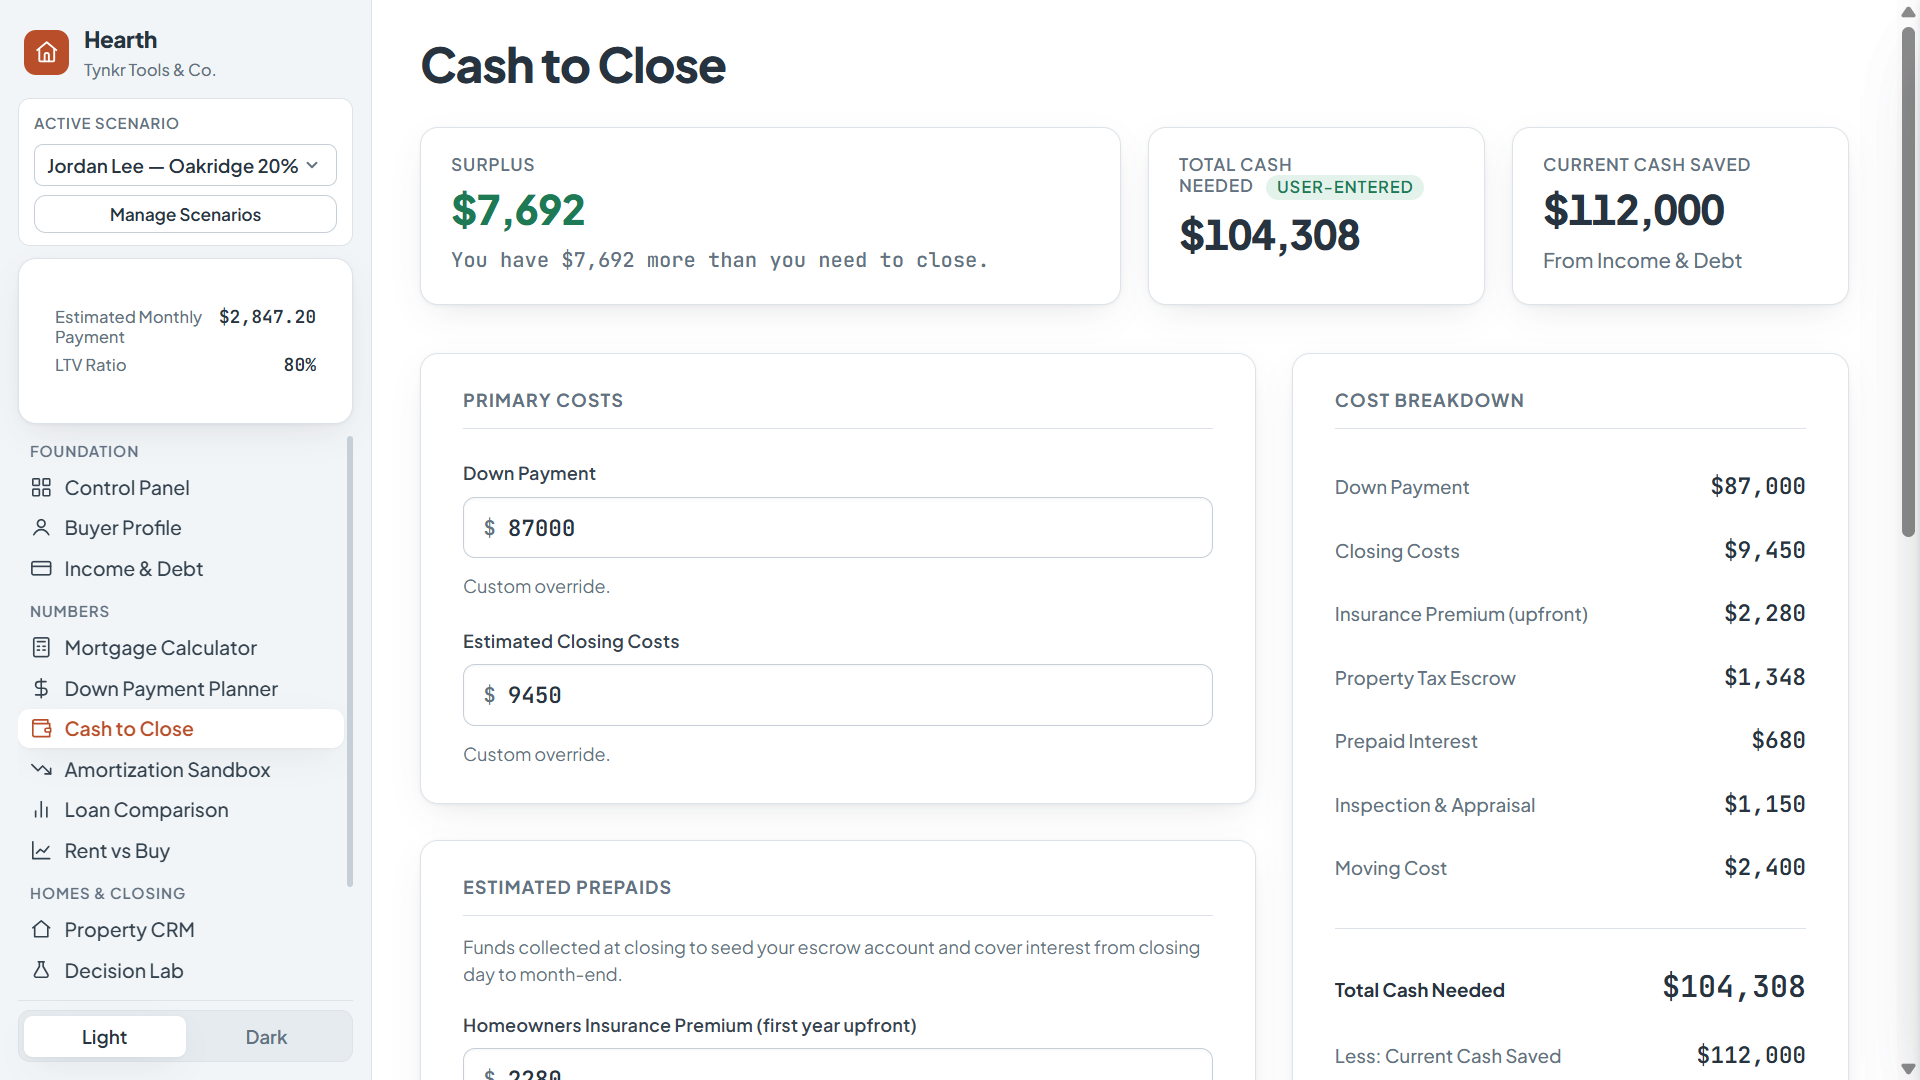 Hearth
Tynkr Tools & Co.
ACTIVE SCENARIO
Jordan Lee — Oakridge 20%
Manage Scenarios
Estimated Monthly Payment $2,847.20
LTV Ratio 80%
FOUNDATION
Control Panel
Buyer Profile
Income & Debt
NUMBERS
Mortgage Calculator
Down Payment Planner
Cash to Close
Amortization Sandbox
Loan Comparison
Rent vs Buy
HOMES & CLOSING
Property CRM
Decision Lab
Light Dark
Cash to Close
SURPLUS
$7,692
You have $7,692 more than you need to close.
TOTAL CASH
NEEDED USER-ENTERED
$104,308
CURRENT CASH SAVED
$112,000
From Income & Debt
PRIMARY COSTS
Down Payment
$ 87000
Custom override.
Estimated Closing Costs
$ 9450
Custom override.
ESTIMATED PREPAIDS
Funds collected at closing to seed your escrow account and cover interest from closing
day to month-end.
Homeowners Insurance Premium (first year upfront)
$ 2280
COST BREAKDOWN
Down Payment $87,000
Closing Costs $9,450
Insurance Premium (upfront) $2,280
Property Tax Escrow $1,348
Prepaid Interest $680
Inspection & Appraisal $1,150
Moving Cost $2,400
Total Cash Needed $104,308
Less: Current Cash Saved $112,000